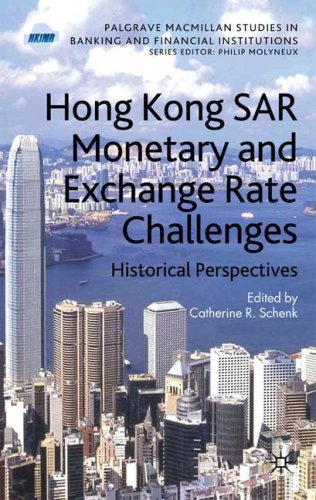 HKIMR
PALGRAVE MACMILLAN STUDIES IN
BANKING AND FINANCIAL INSTITUTIONS
SERIES EDITOR: PHILIP MOLYNEUX
Hong Kong SAR
Monetary and
Exchange Rate
Challenges
Historical Perspectives
Edited by
Catherine R. Schenk